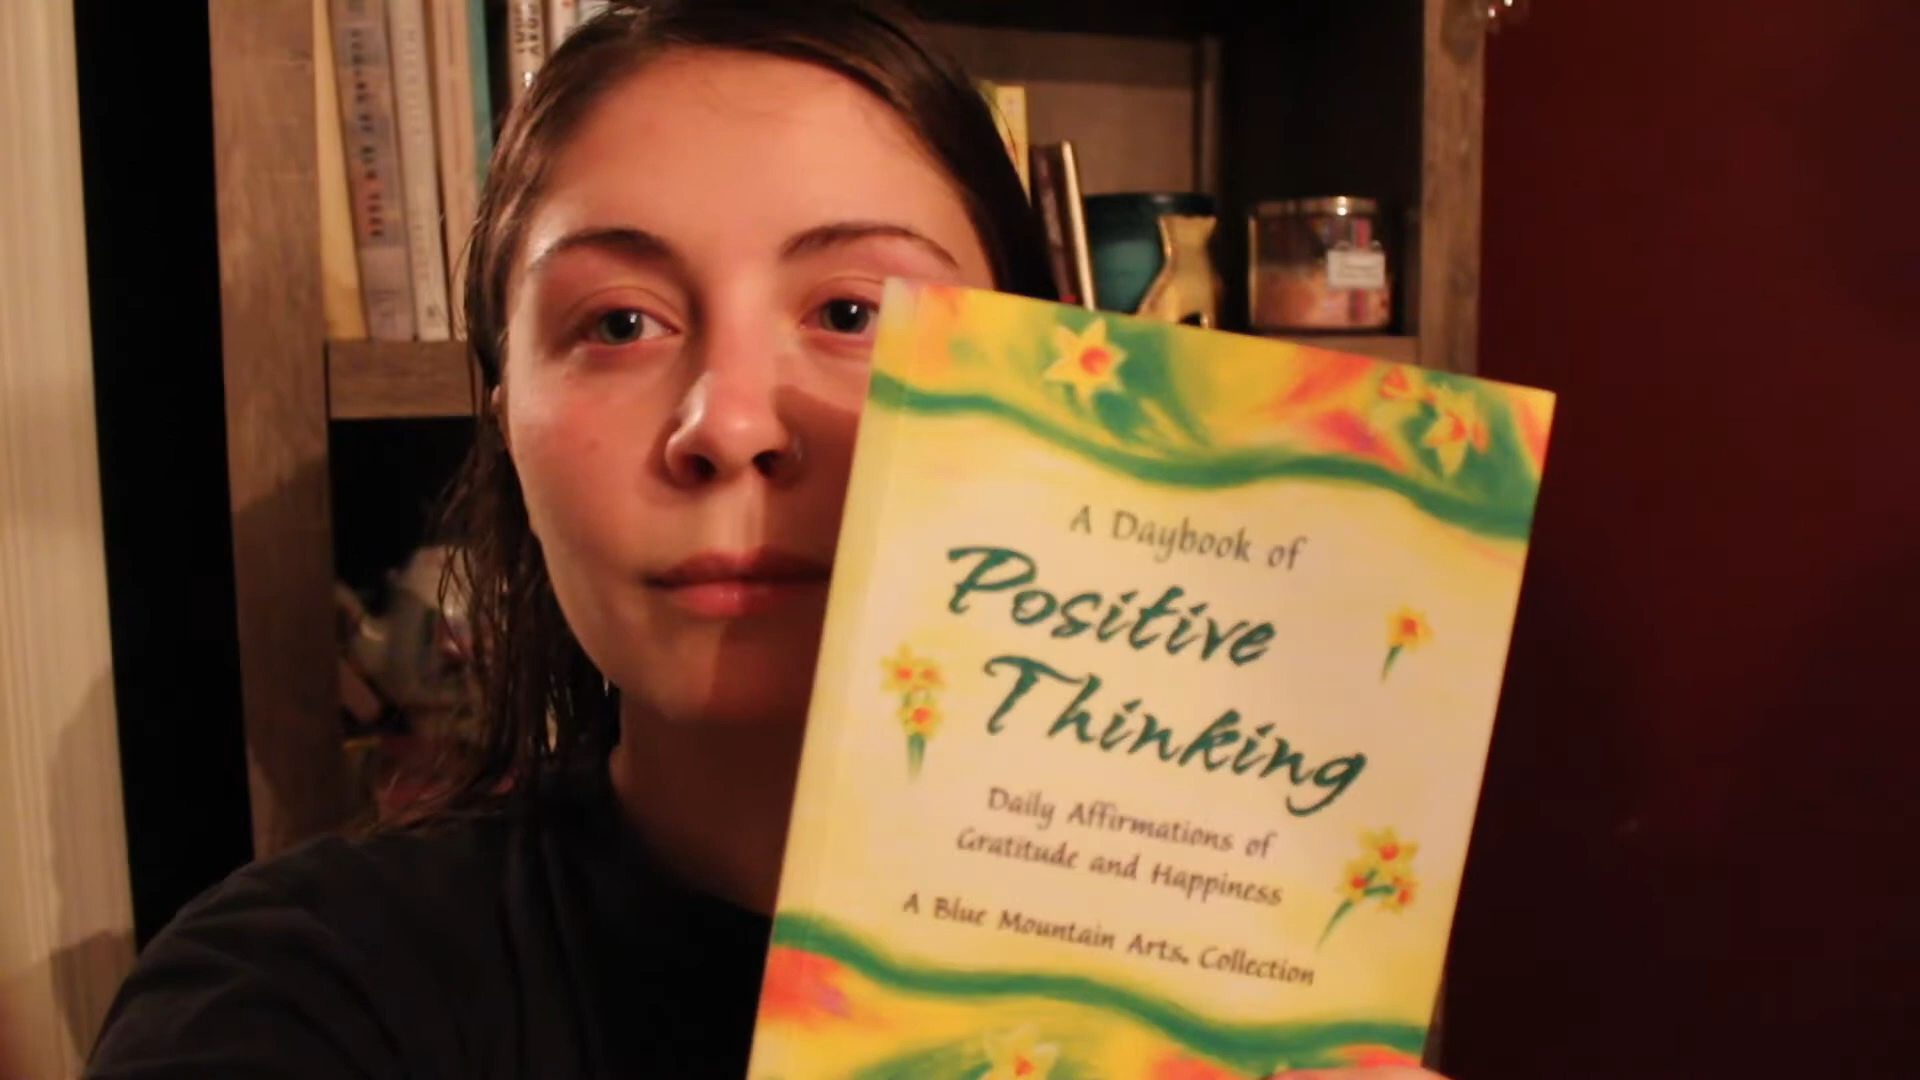 A Daybook of
Positive
Thinking
Daily Affirmations of
Gratitude and Happiness
A Blue Mountain Arts. Collection